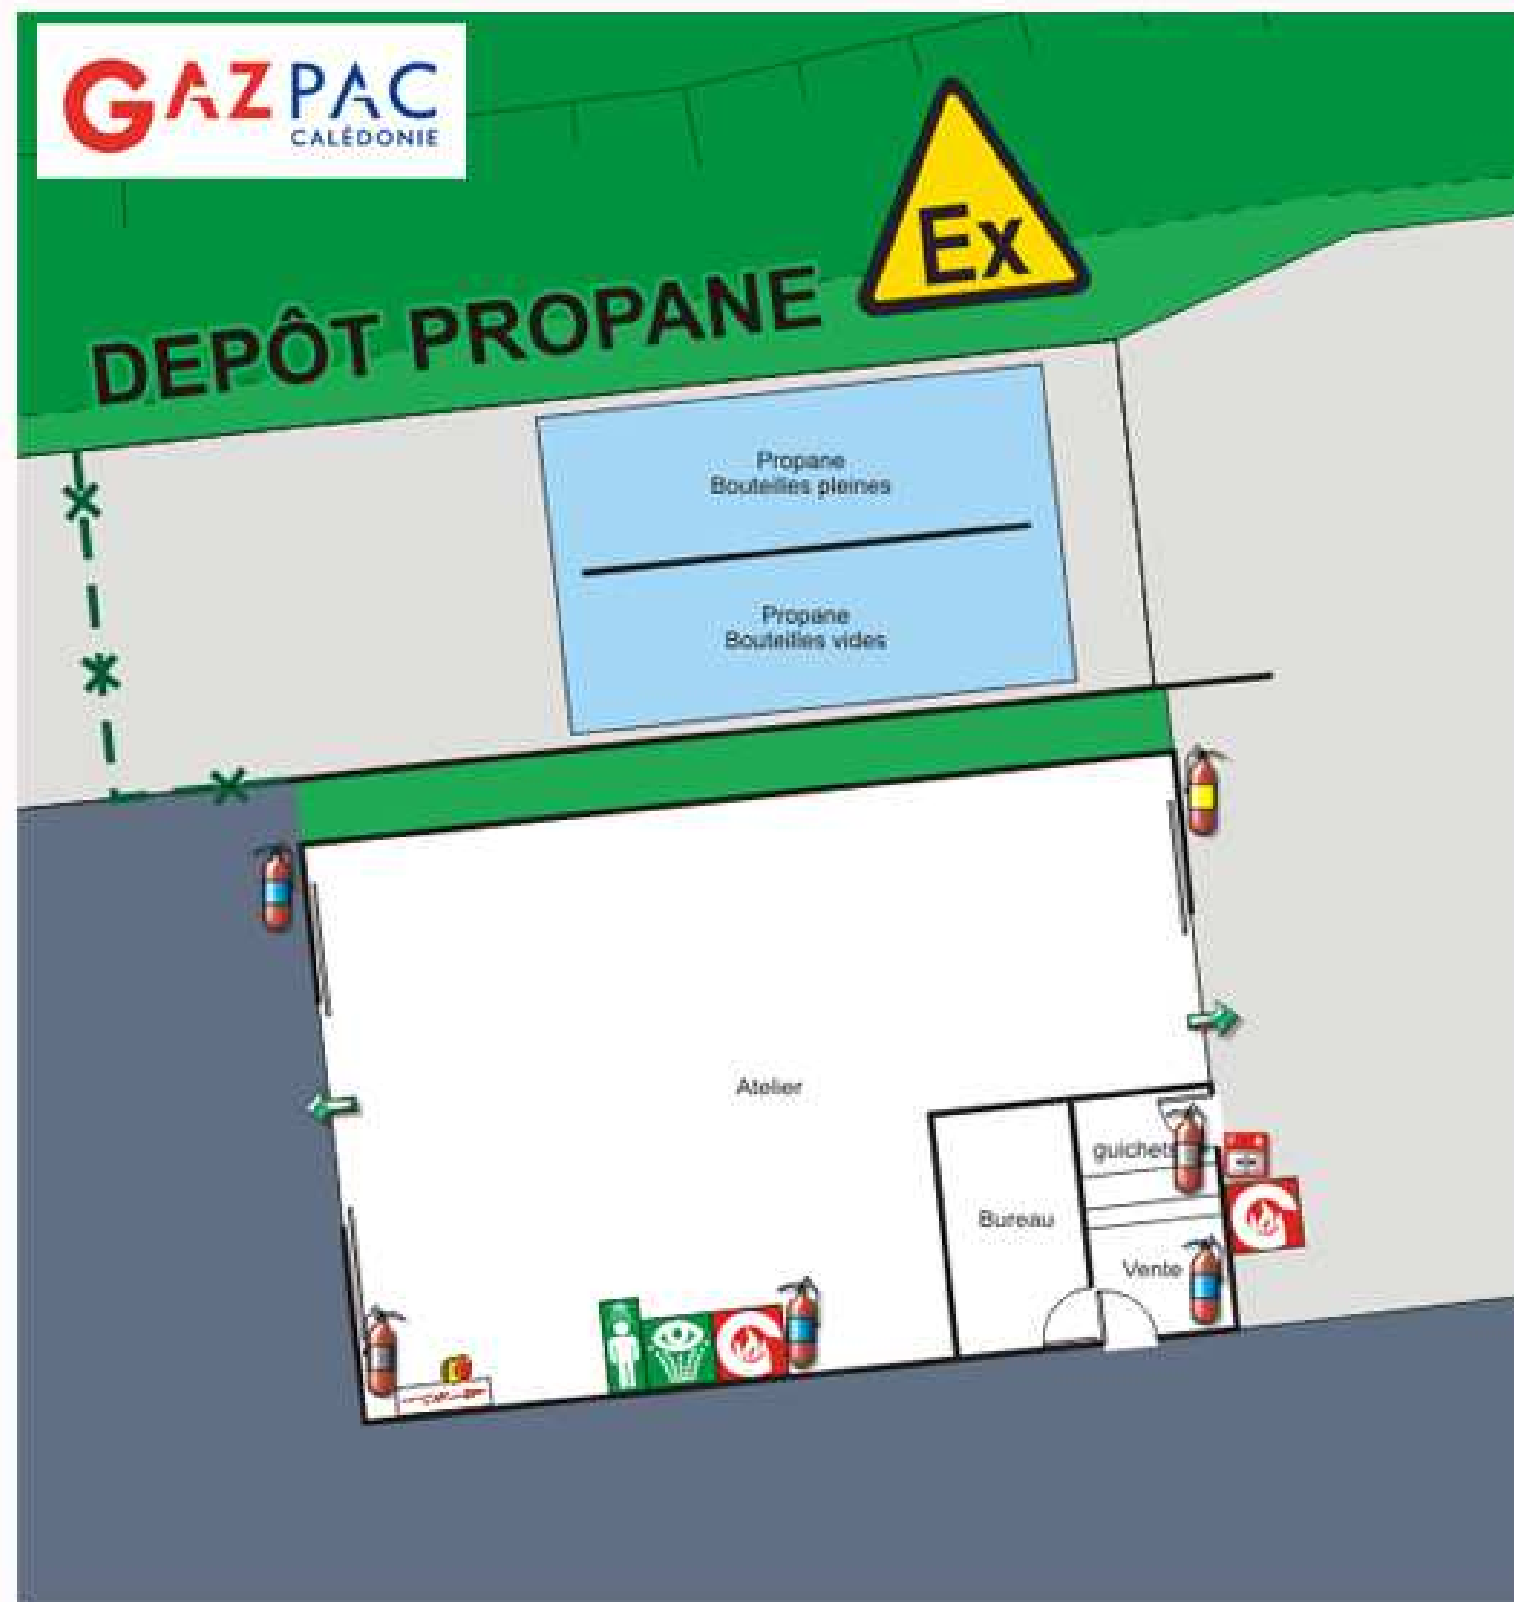 GAZPAC
CALÉDONIE
Ex
DEPÔT PROPANE
Propane
Bouteilles pleines
Propane
Bouteilles vides
Atelier
guichets
Bureau
Vente